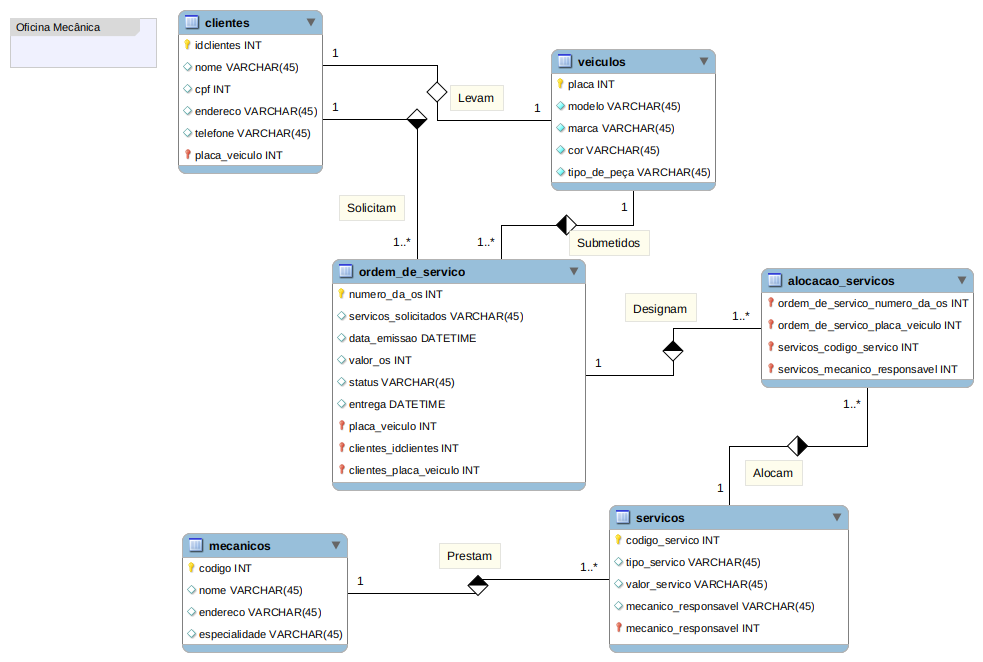 Oficina Mecânica
clientes
idclientes INT
nome VARCHAR(45)
cpf INT
endereco VARCHAR(45)
telefone VARCHAR(45)
placa_veiculo INT
1
1
Levam
1
veiculos
placa INT
modelo VARCHAR(45)
marca VARCHAR(45)
cor VARCHAR(45)
tipo_de_peça VARCHAR(45)
Solicitam
1..*
1..*
1
Submetidos
ordem_de_servico
numero_da_os INT
servicos_solicitados VARCHAR(45)
data_emissao DATETIME
valor_os INT
status VARCHAR(45)
entrega DATETIME
placa_veiculo INT
clientes_idclientes INT
clientes_placa_veiculo INT
Designam
1
1..*
alocacao_servicos
ordem_de_servico_numero_da_os INT
ordem_de_servico_placa_veiculo INT
servicos_codigo_servico INT
servicos_mecanico_responsavel INT
1..*
Alocam
1
servicos
codigo_servico INT
tipo_servico VARCHAR(45)
valor_servico VARCHAR(45)
mecanico_responsavel VARCHAR(45)
mecanico_responsavel INT
mecanicos
codigo INT
nome VARCHAR(45)
endereco VARCHAR(45)
especialidade VARCHAR(45)
1
Prestam
1..*